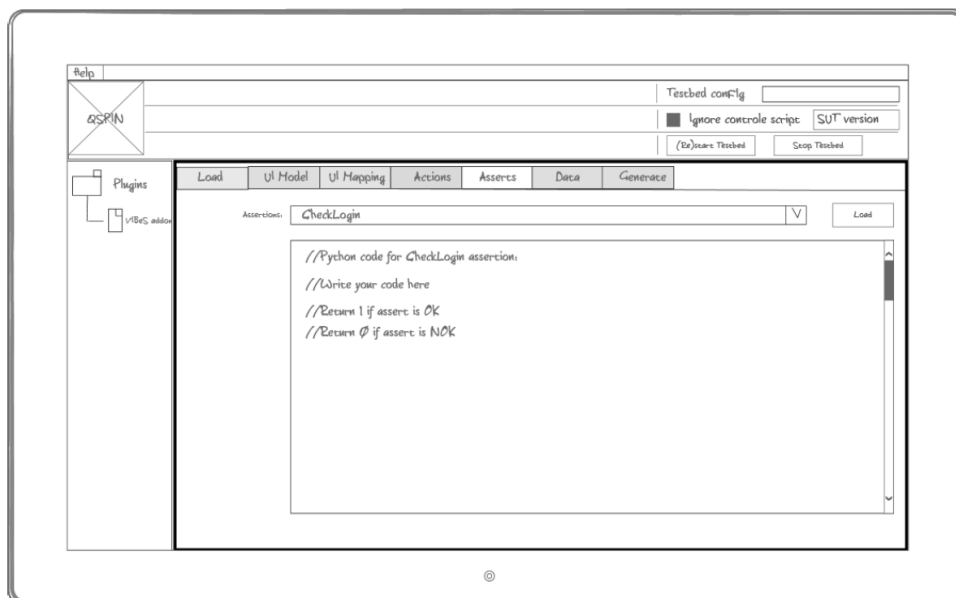 Help
QSPIN
Testbed config
Ignore controle script
SUT version
(Re)start Testbed
Stop Testbed
Plugins
VIBeS addon
Load
UI Model
UI Mapping
Actions
Asserts
Data
Generate
Assertions:
CheckLogin
V
Load
//Python code for CheckLogin assertion:
//Write your code here
//Return 1 if assert is OK
//Return 0 if assert is NOK